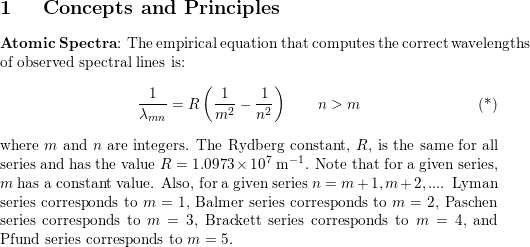 1 Concepts and Principles
Atomic Spectra: The empirical equation that computes the correct wavelengths
of observed spectral lines is:
1/λ_{mn} = R (1/m² − 1/n²)   n > m   (*)
where m and n are integers. The Rydberg constant, R, is the same for all
series and has the value R = 1.0973 × 10⁷ m⁻¹. Note that for a given series,
m has a constant value. Also, for a given series n = m + 1, m + 2, .... Lyman
series corresponds to m = 1, Balmer series corresponds to m = 2, Paschen
series corresponds to m = 3, Brackett series corresponds to m = 4, and
Pfund series corresponds to m = 5.